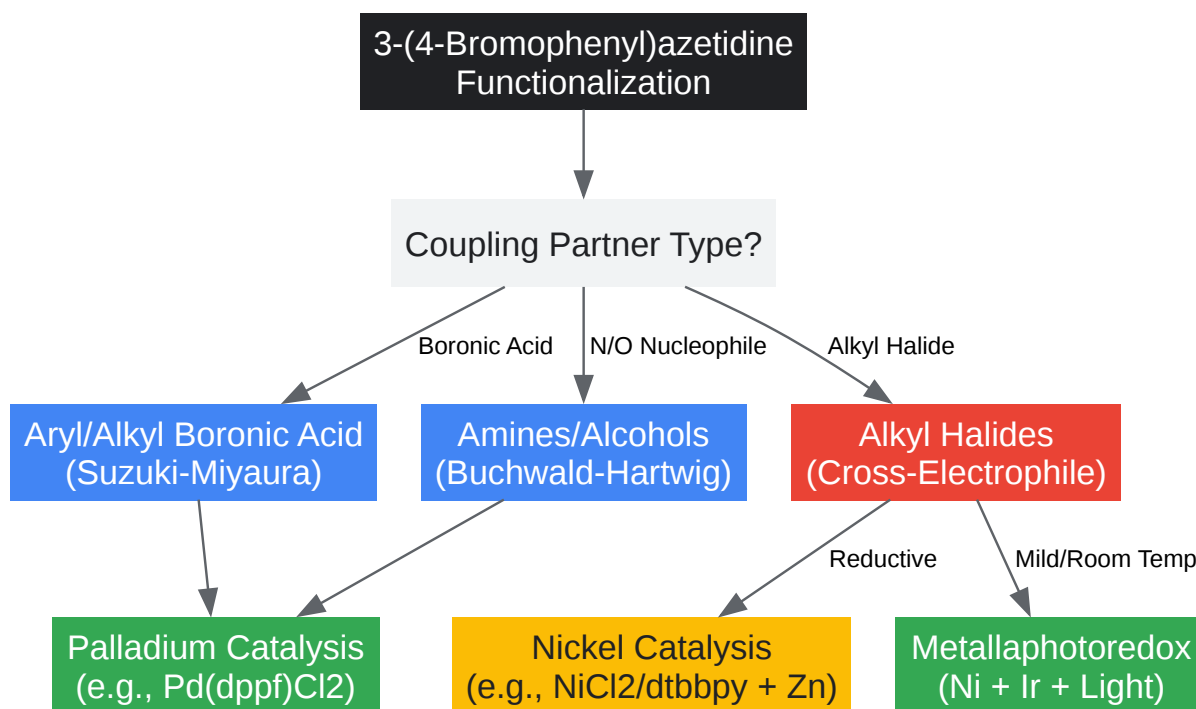 3-(4-Bromophenyl)azetidine
Functionalization
Coupling Partner Type?
Boronic Acid
N/O Nucleophile
Alkyl Halide
Aryl/Alkyl Boronic Acid
(Suzuki-Miyaura)
Amines/Alcohols
(Buchwald-Hartwig)
Alkyl Halides
(Cross-Electrophile)
Reductive
Mild/Room Temp
Palladium Catalysis
(e.g., Pd(dppf)Cl2)
Nickel Catalysis
(e.g., NiCl2/dtbbpy + Zn)
Metallaphotoredox
(Ni + Ir + Light)